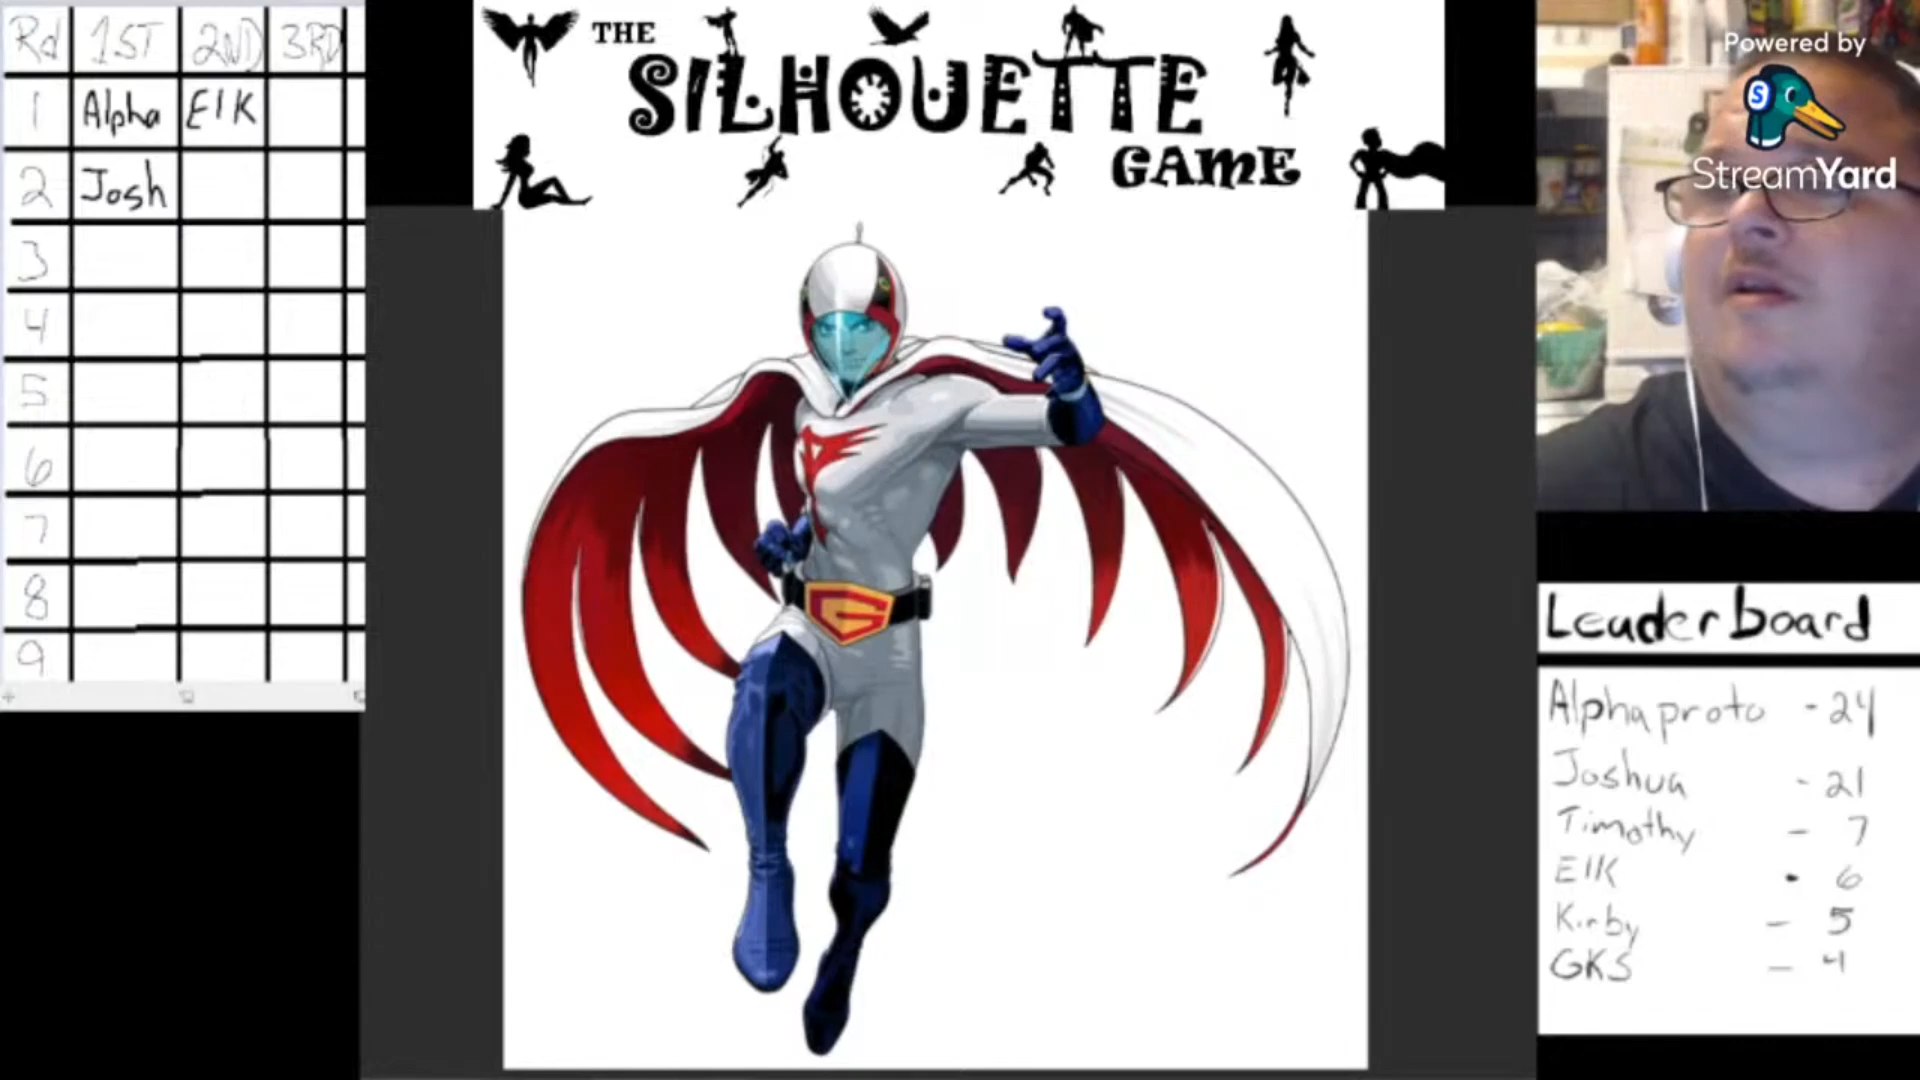 Rd 1ST 2ND 3RD
1 Alpha Elk
2 Josh
3
4
5
6
7
8
9
THE
SILHOUETTE
GAME
G
Powered by
S
StreamYard
Leaderboard
Alphaproto - 24
Joshua - 21
Timothy - 7
Elk - 6
Kirby - 5
GKS - 4